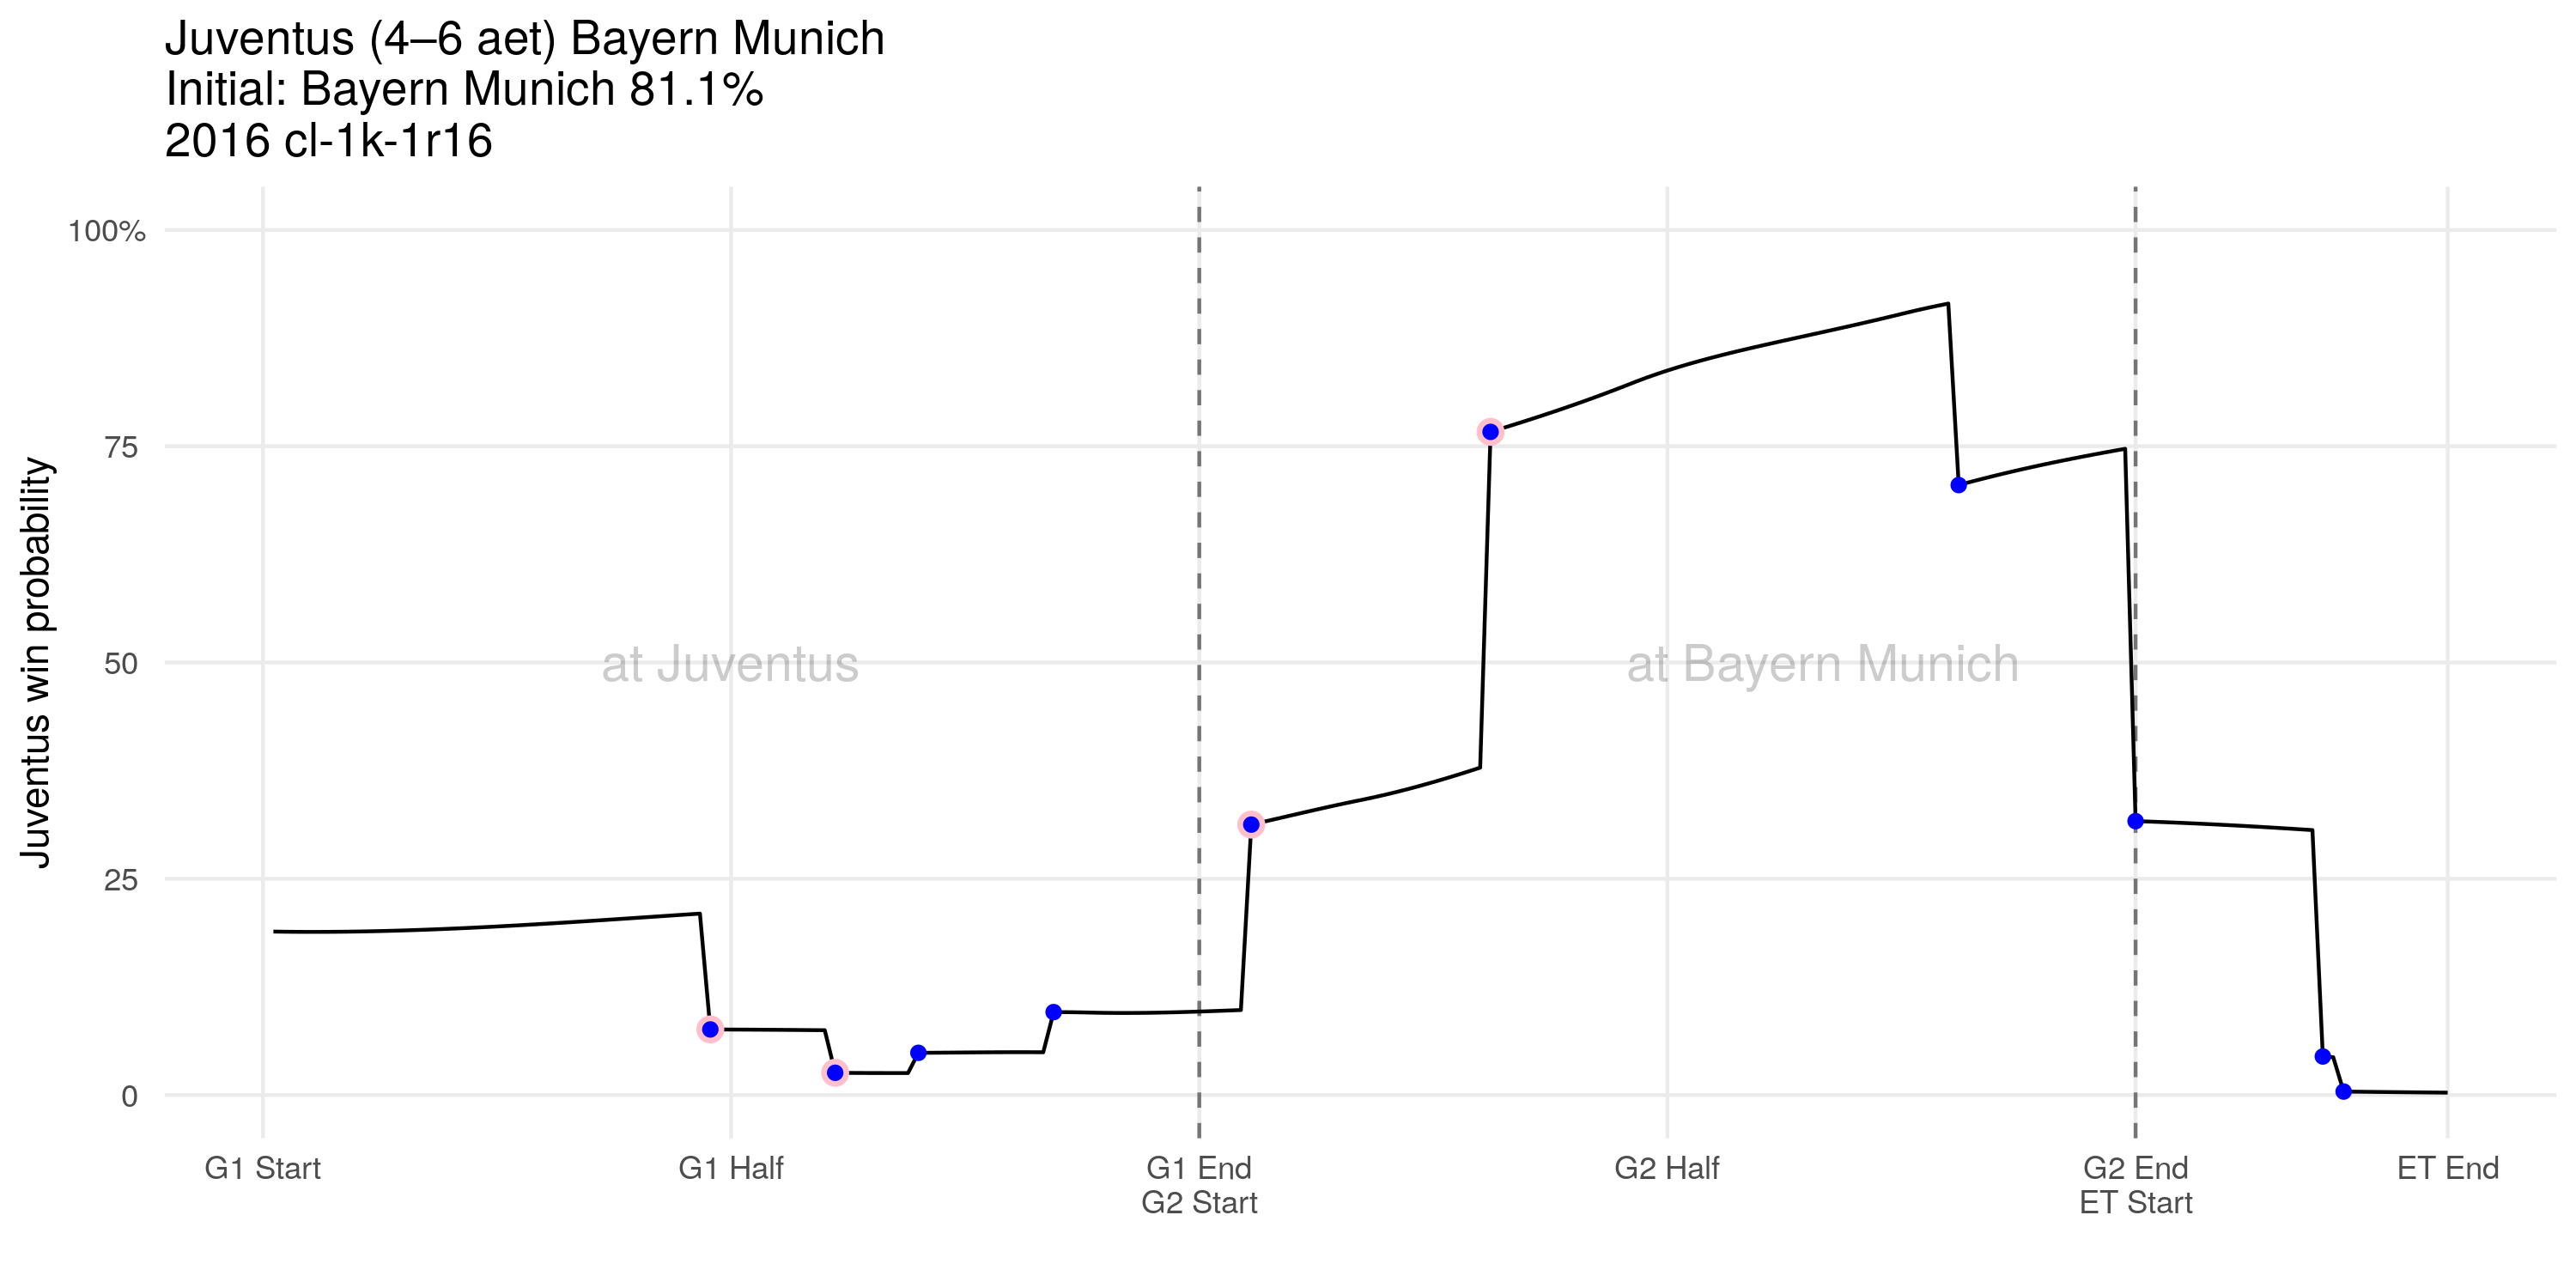 Juventus (4–6 aet) Bayern Munich
Initial: Bayern Munich 81.1%
2016 cl-1k-1r16
Juventus win probability
100%
75
50
25
0
at Juventus
at Bayern Munich
G1 Start
G1 Half
G1 End
G2 Start
G2 Half
G2 End
ET Start
ET End